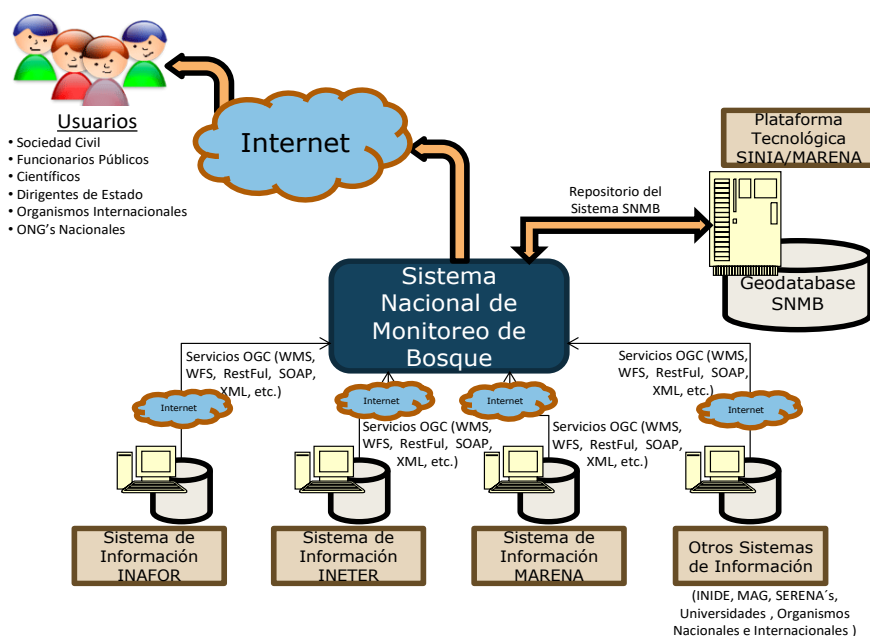 Usuarios
• Sociedad Civil
• Funcionarios Públicos
• Científicos
• Dirigentes de Estado
• Organismos Internacionales
• ONG's Nacionales
Internet
Plataforma
Tecnológica
SINIA/MARENA
Repositorio del
Sistema SNMB
Geodatabase
SNMB
Sistema
Nacional de
Monitoreo de
Bosque
Servicios OGC (WMS,
WFS, RestFul, SOAP,
XML, etc.)
Servicios OGC (WMS,
WFS, RestFul, SOAP,
XML, etc.)
Internet
Internet
Internet
Internet
Servicios OGC (WMS,
WFS, RestFul, SOAP,
XML, etc.)
Servicios OGC (WMS,
WFS, RestFul, SOAP,
XML, etc.)
Sistema de
Información
INAFOR
Sistema de
Información
INETER
Sistema de
Información
MARENA
Otros Sistemas
de Información
(INIDE, MAG, SERENA´s,
Universidades , Organismos
Nacionales e Internacionales )